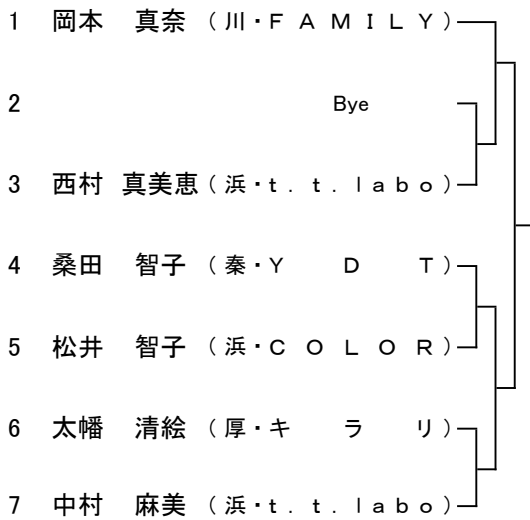 1 岡本 真奈 (川・FAMILY)
2 Bye
3 西村 真美恵 (浜・t.t.labo)
4 桑田 智子 (秦・YDT)
5 松井 智子 (浜・COLOR)
6 太幡 清絵 (厚・キラリ)
7 中村 麻美 (浜・t.t.labo)